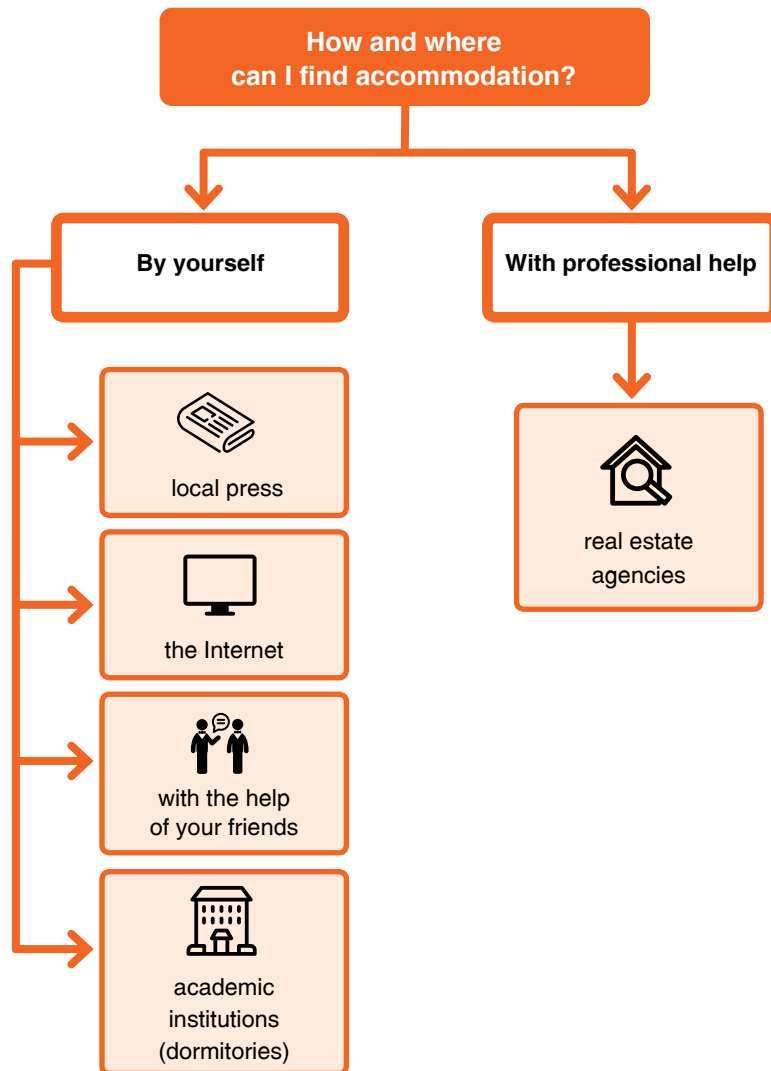 How and where
can I find accommodation?
By yourself
With professional help
local press
the Internet
with the help
of your friends
academic
institutions
(dormitories)
real estate
agencies